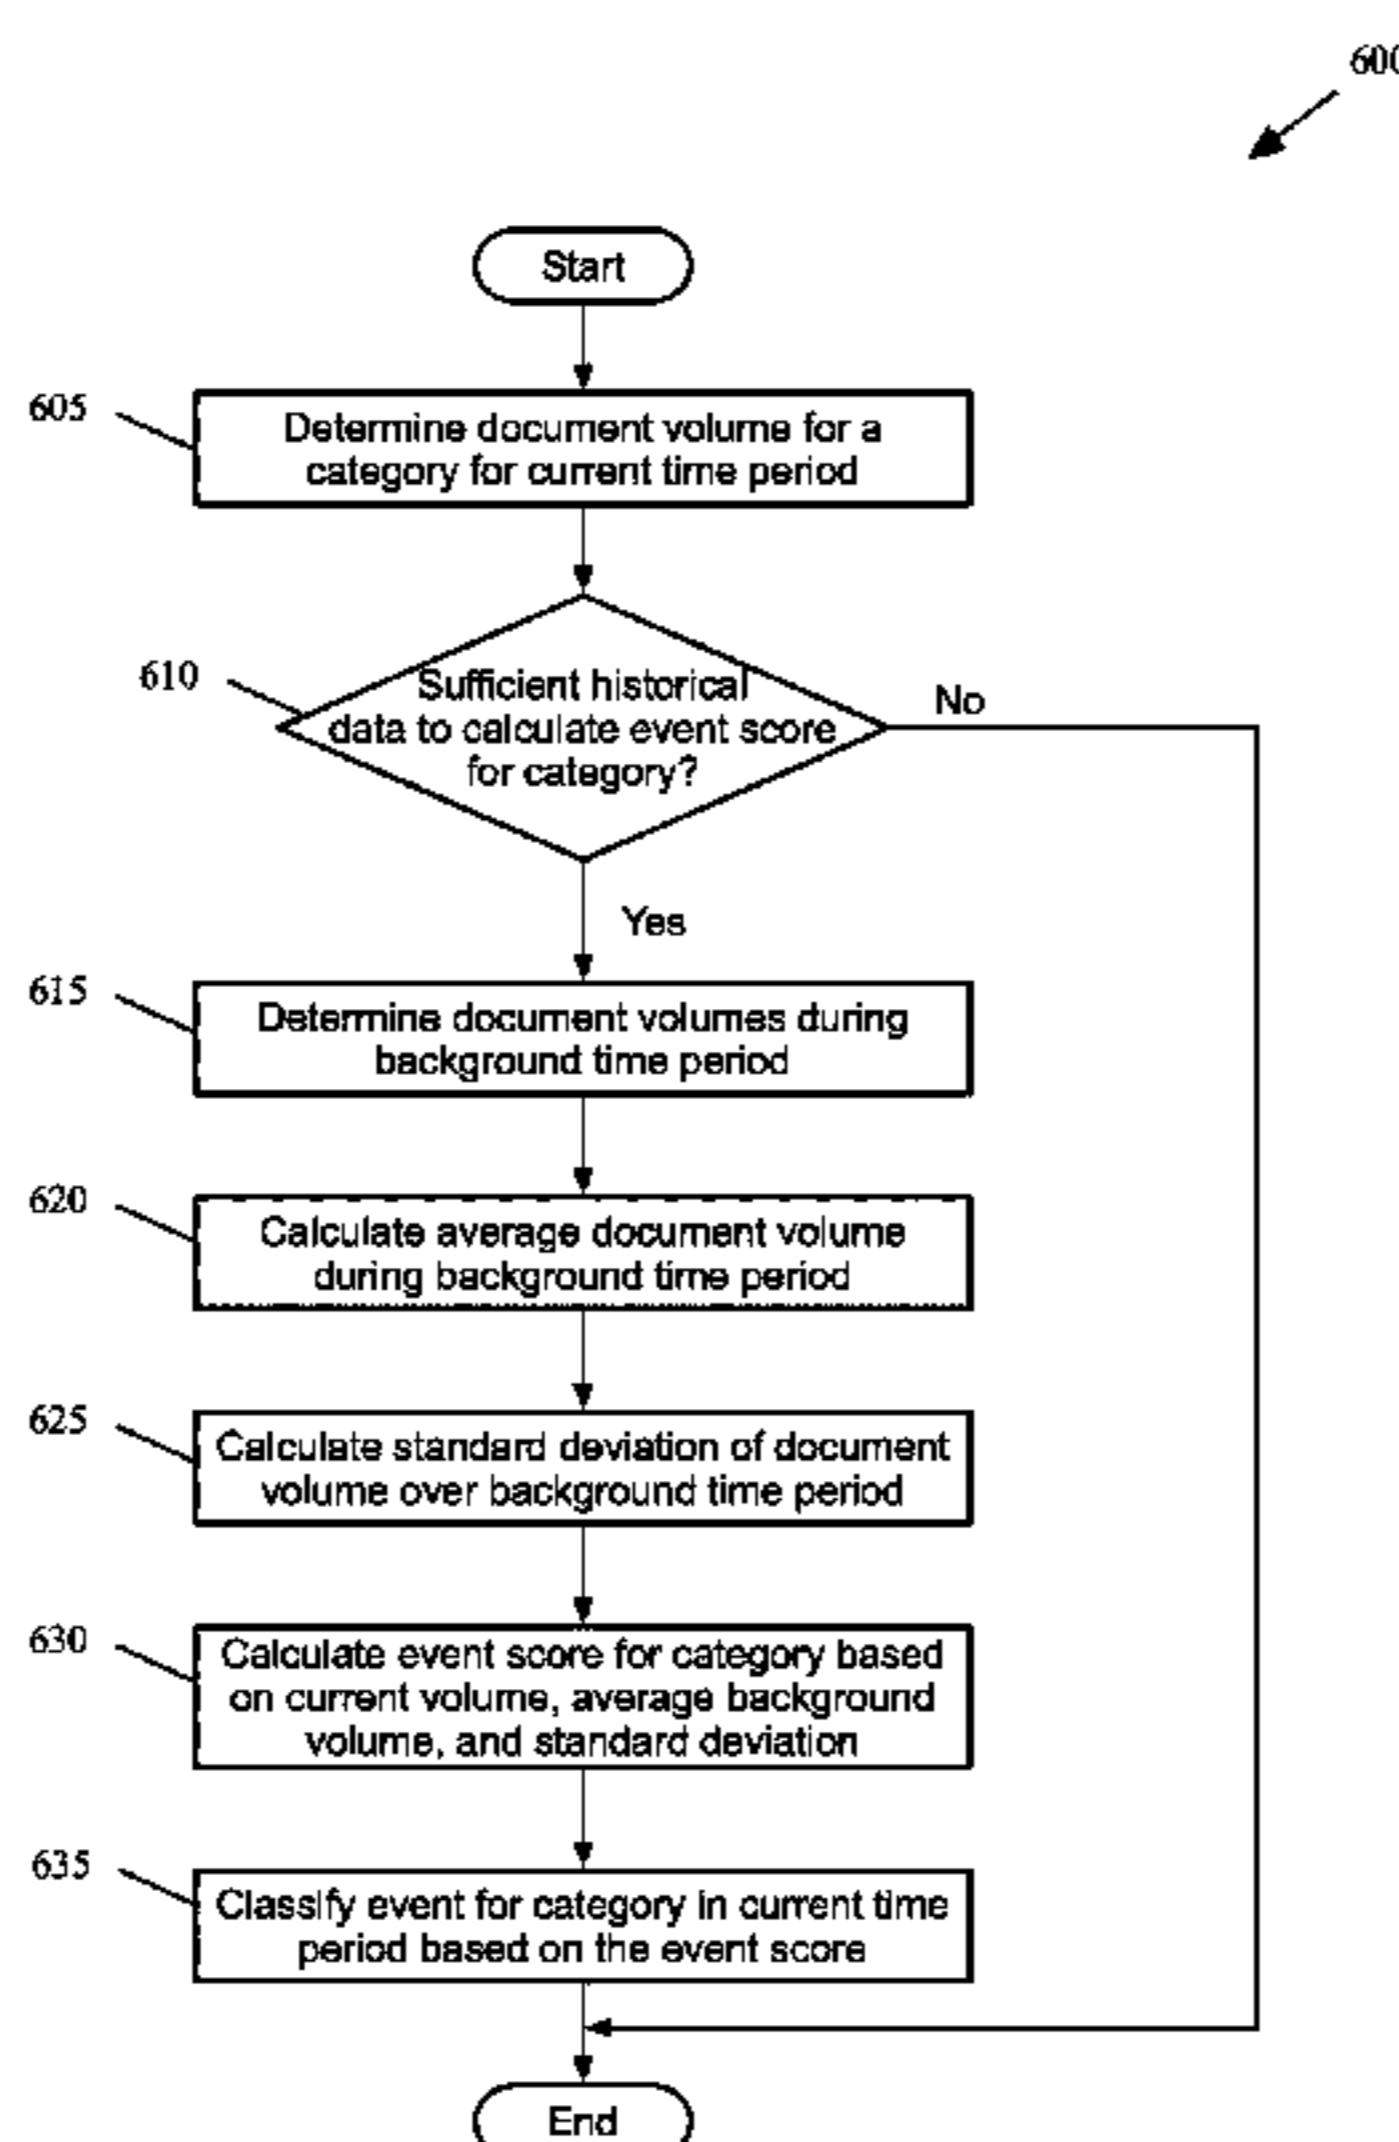 600
Start
605
Determine document volume for a
category for current time period
610
Sufficient historical
data to calculate event score
for category?
No
Yes
615
Determine document volumes during
background time period
620
Calculate average document volume
during background time period
625
Calculate standard deviation of document
volume over background time period
630
Calculate event score for category based
on current volume, average background
volume, and standard deviation
635
Classify event for category in current time
period based on the event score
End